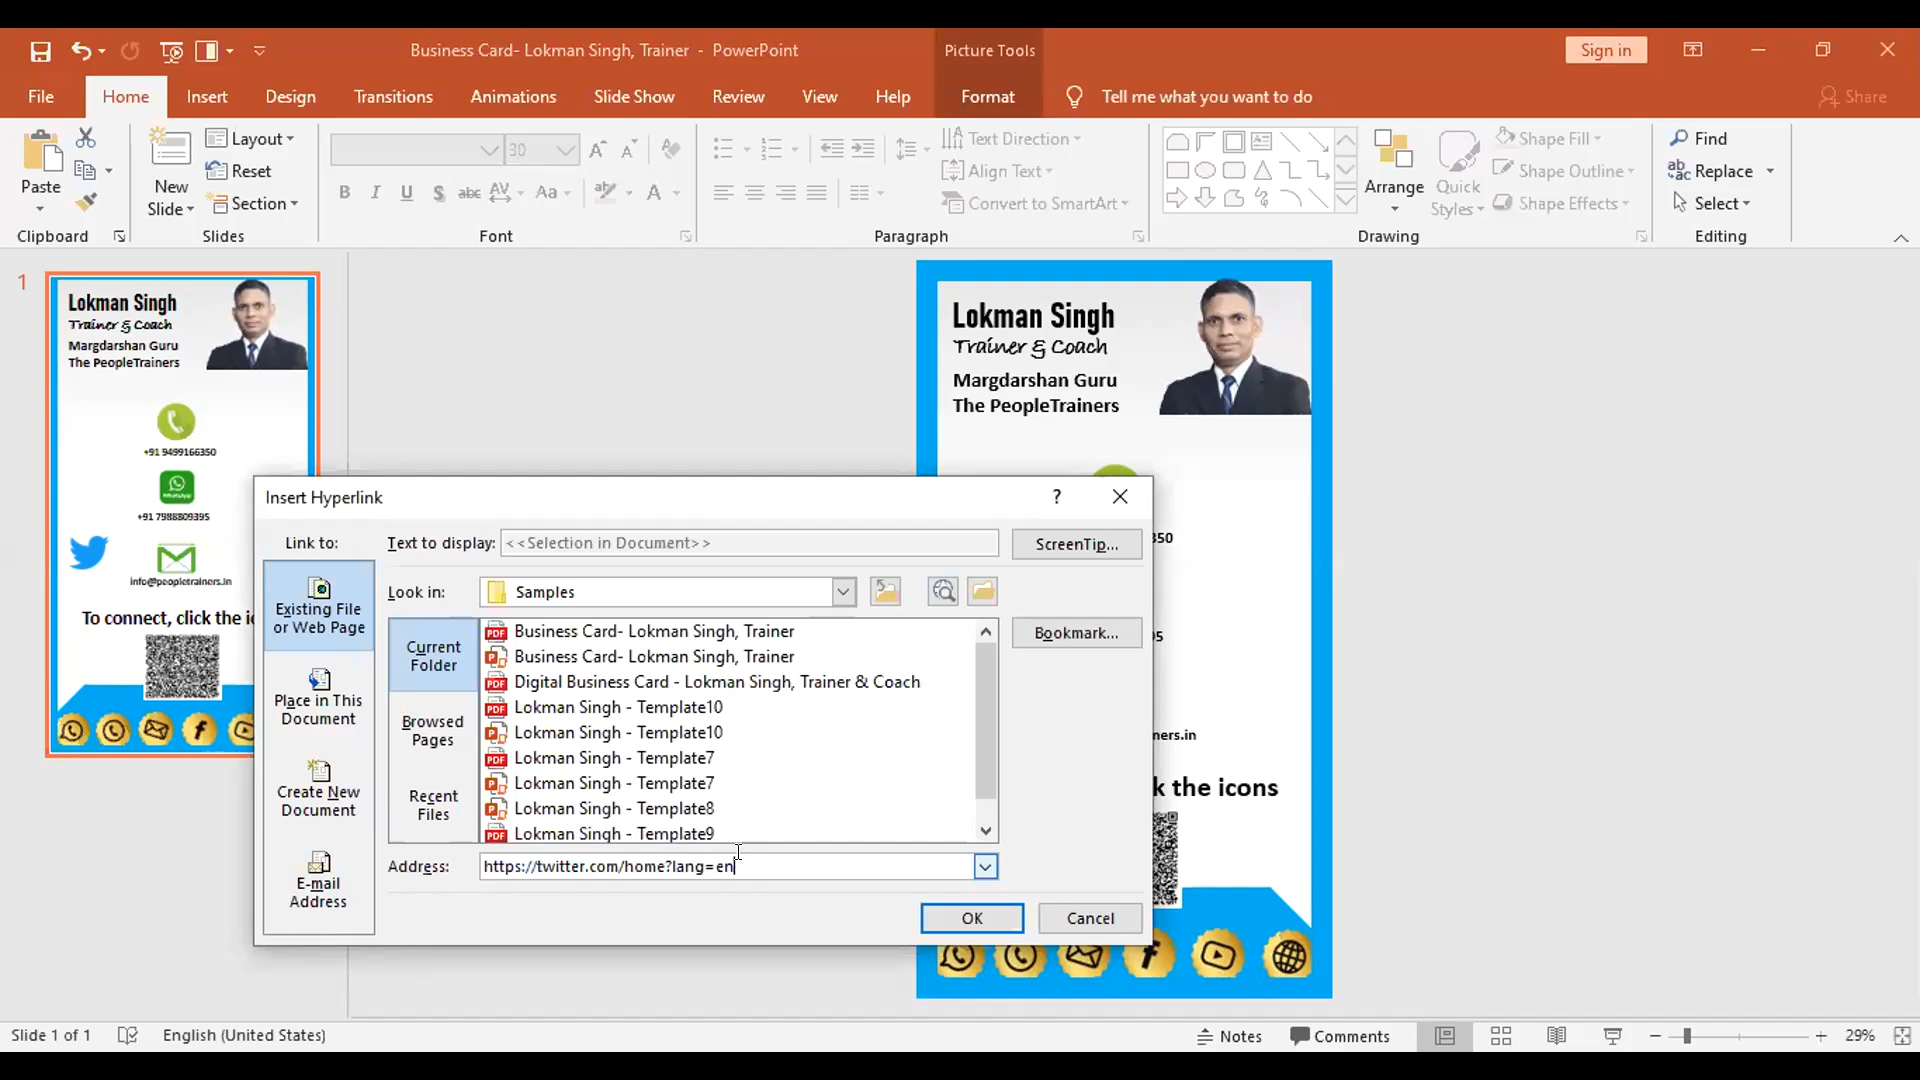 Business Card- Lokman Singh, Trainer - PowerPoint
Picture Tools
Sign in
File
Home
Insert
Design
Transitions
Animations
Slide Show
Review
View
Help
Format
Tell me what you want to do
Share
Paste
New Slide
Layout
Reset
Section
30
Text Direction
Align Text
Convert to SmartArt
Arrange
Quick Styles
Shape Fill
Shape Outline
Shape Effects
Find
Replace
Select
Clipboard
Slides
Font
Paragraph
Drawing
Editing
1
Lokman Singh
Trainer & Coach
Margdarshan Guru
The PeopleTrainers
+91 9499166350
WhatsApp
+91 7988809395
info@peopletrainers.in
To connect, click the ic
Lokman Singh
Trainer & Coach
Margdarshan Guru
The PeopleTrainers
350
95
ners.in
k the icons
Insert Hyperlink
?
Link to:
Text to display:
<<Selection in Document>>
ScreenTip...
Existing File or Web Page
Look in:
Samples
Bookmark...
Current Folder
Browsed Pages
Recent Files
Business Card- Lokman Singh, Trainer
Business Card- Lokman Singh, Trainer
Digital Business Card - Lokman Singh, Trainer & Coach
Lokman Singh - Template10
Lokman Singh - Template10
Lokman Singh - Template7
Lokman Singh - Template7
Lokman Singh - Template8
Lokman Singh - Template9
Place in This Document
Create New Document
E-mail Address
Address:
https://twitter.com/home?lang=en
OK
Cancel
Slide 1 of 1
English (United States)
Notes
Comments
29%